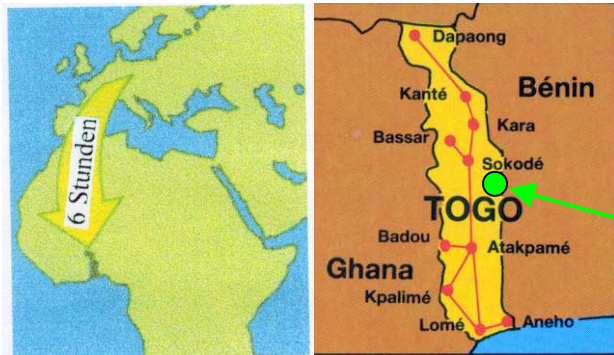 6 Stunden
Dapaong
Bénin
Kanté
Kara
Bassar
Sokodé
TOGO
Badou
Atakpamé
Ghana
Kpalimé
Lomé
Aneho